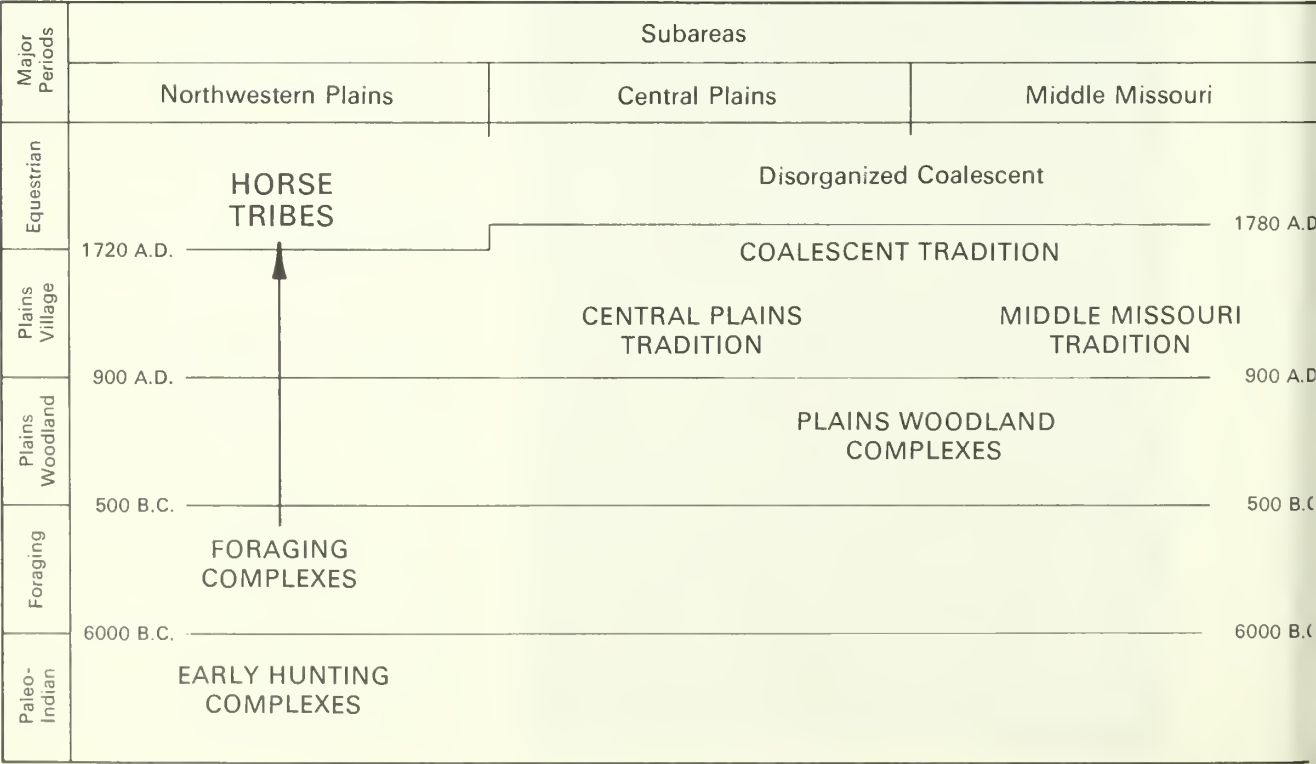 Major
Periods
Subareas
Northwestern Plains
Central Plains
Middle Missouri
Equestrian
HORSE
TRIBES
Disorganized Coalescent
1780 A.D
1720 A.D.
COALESCENT TRADITION
Plains
Village
CENTRAL PLAINS
TRADITION
MIDDLE MISSOURI
TRADITION
900 A.D.
900 A.D
Plains
Woodland
PLAINS WOODLAND
COMPLEXES
500 B.C.
500 B.C
Foraging
FORAGING
COMPLEXES
6000 B.C.
6000 B.C
Paleo-
Indian
EARLY HUNTING
COMPLEXES